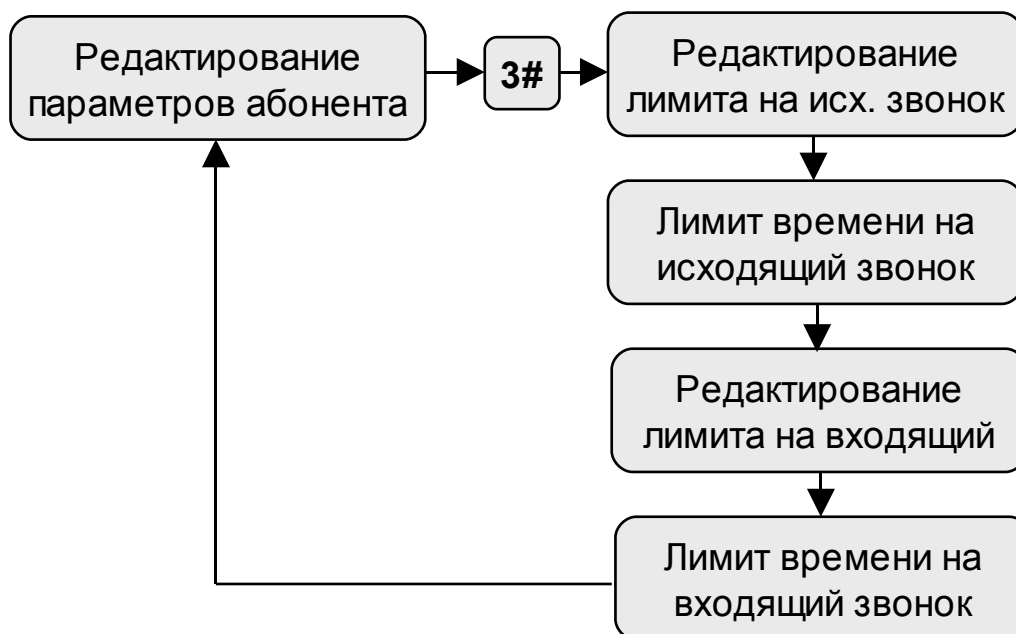 Редактирование
параметров абонента
3#
Редактирование
лимита на исх. звонок
Лимит времени на
исходящий звонок
Редактирование
лимита на входящий
Лимит времени на
входящий звонок